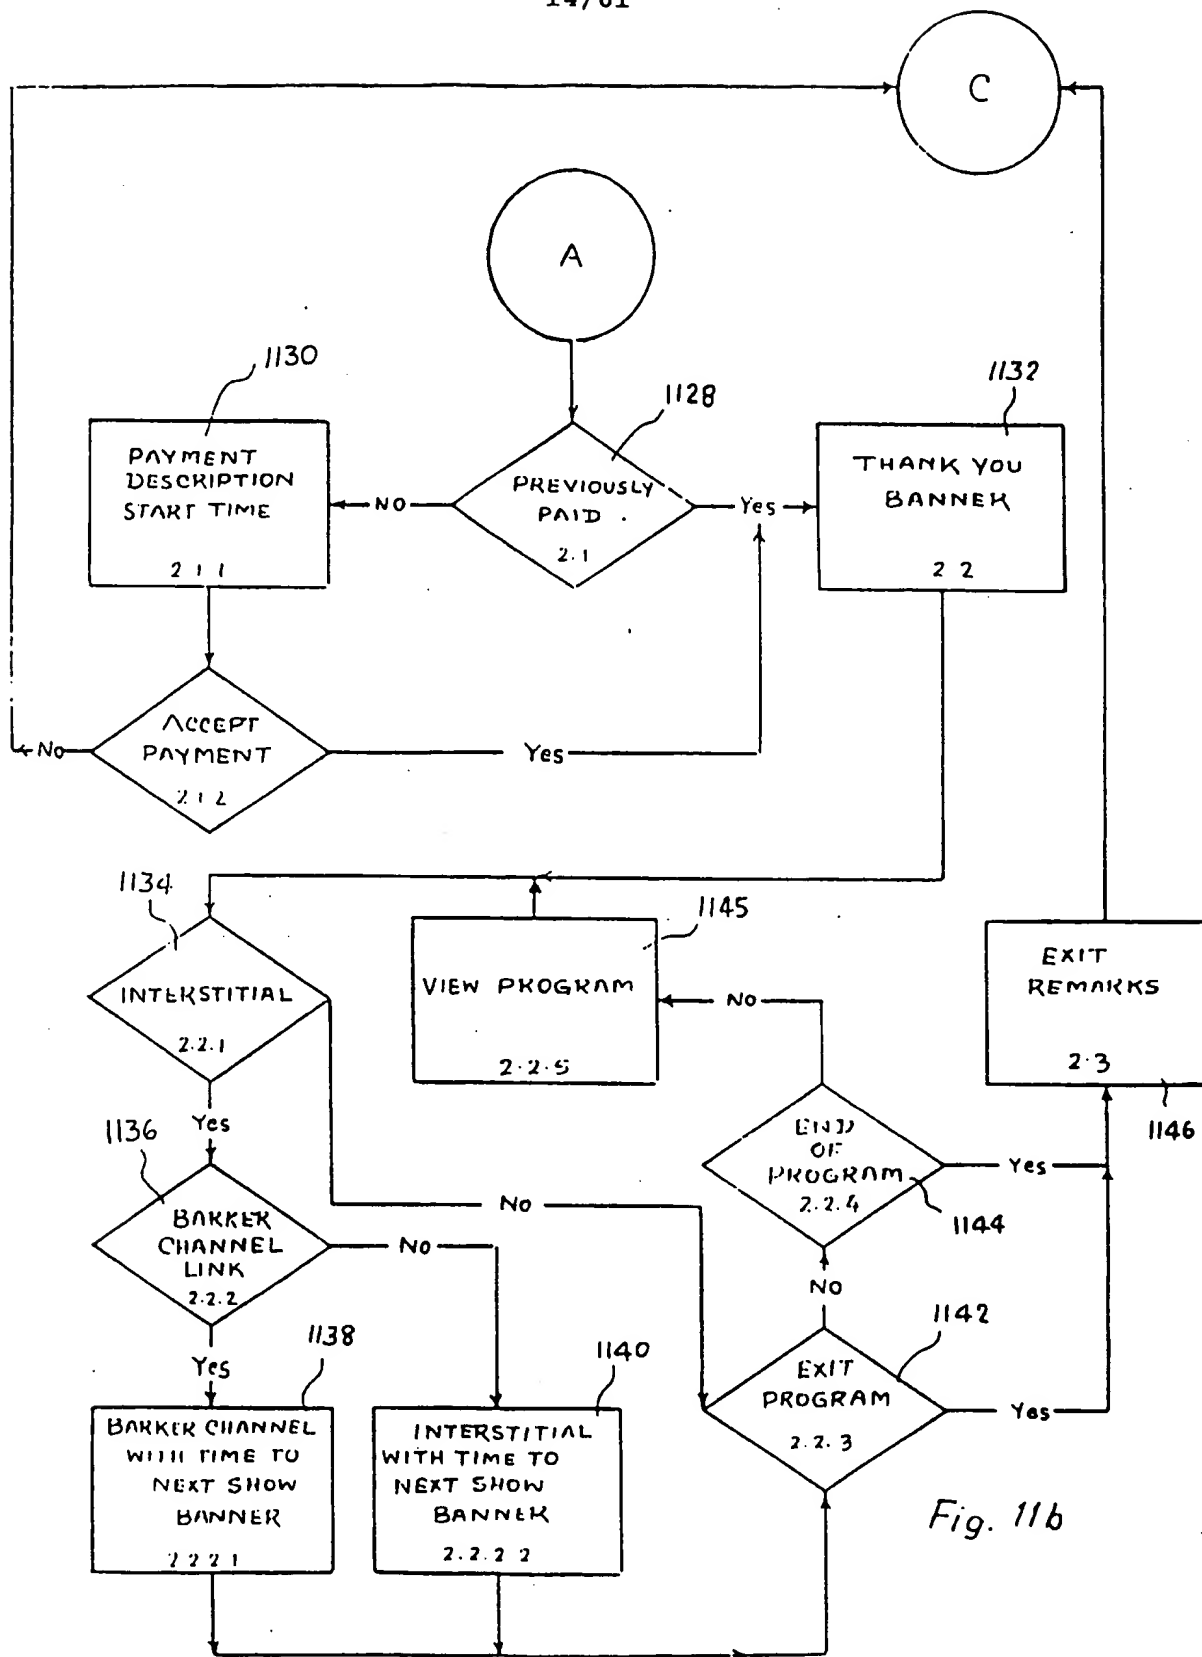 14/61
C
A
1130
1128
1132
PAYMENT
DESCRIPTION
START TIME
2 1 1
NO
PREVIOUSLY
PAID
2.1
Yes
THANK YOU
BANNER
2 2
ACCEPT
PAYMENT
2 1 2
No
Yes
1134
INTERSTITIAL
2.2.1
1145
VIEW PROGRAM
2.2.5
No
EXIT
REMARKS
2.3
1146
Yes
1136
BARKER
CHANNEL
LINK
2.2.2
No
No
END
OF
PROGRAM
2.2.4
1144
Yes
No
Yes
1138
BARKER CHANNEL
WITH TIME TO
NEXT SHOW
BANNER
2 2 2 1
1140
INTERSTITIAL
WITH TIME TO
NEXT SHOW
BANNER
2.2.2 2
1142
EXIT
PROGRAM
2.2.3
Yes
Fig. 11b